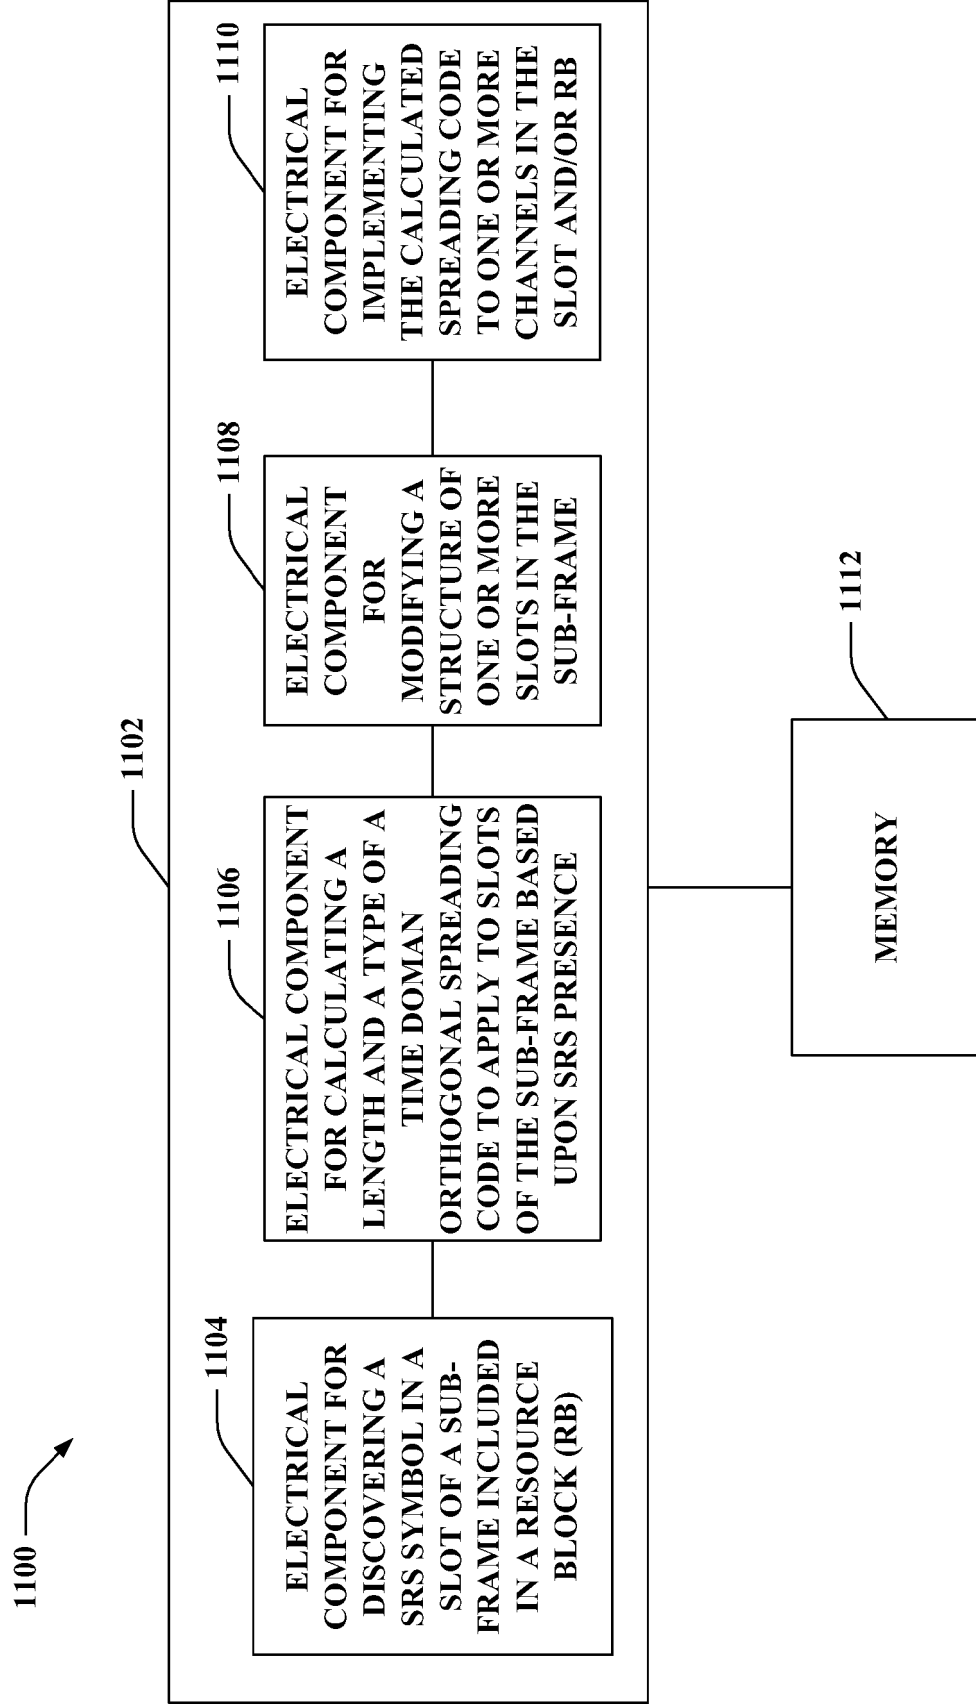 1100
1102
1104
ELECTRICAL
COMPONENT FOR
DISCOVERING A
SRS SYMBOL IN A
SLOT OF A SUB-
FRAME INCLUDED
IN A RESOURCE
BLOCK (RB)
1106
ELECTRICAL COMPONENT
FOR CALCULATING A
LENGTH AND A TYPE OF A
TIME DOMAN
ORTHOGONAL SPREADING
CODE TO APPLY TO SLOTS
OF THE SUB-FRAME BASED
UPON SRS PRESENCE
1108
ELECTRICAL
COMPONENT
FOR
MODIFYING A
STRUCTURE OF
ONE OR MORE
SLOTS IN THE
SUB-FRAME
1110
ELECTRICAL
COMPONENT FOR
IMPLEMENTING
THE CALCULATED
SPREADING CODE
TO ONE OR MORE
CHANNELS IN THE
SLOT AND/OR RB
1112
MEMORY